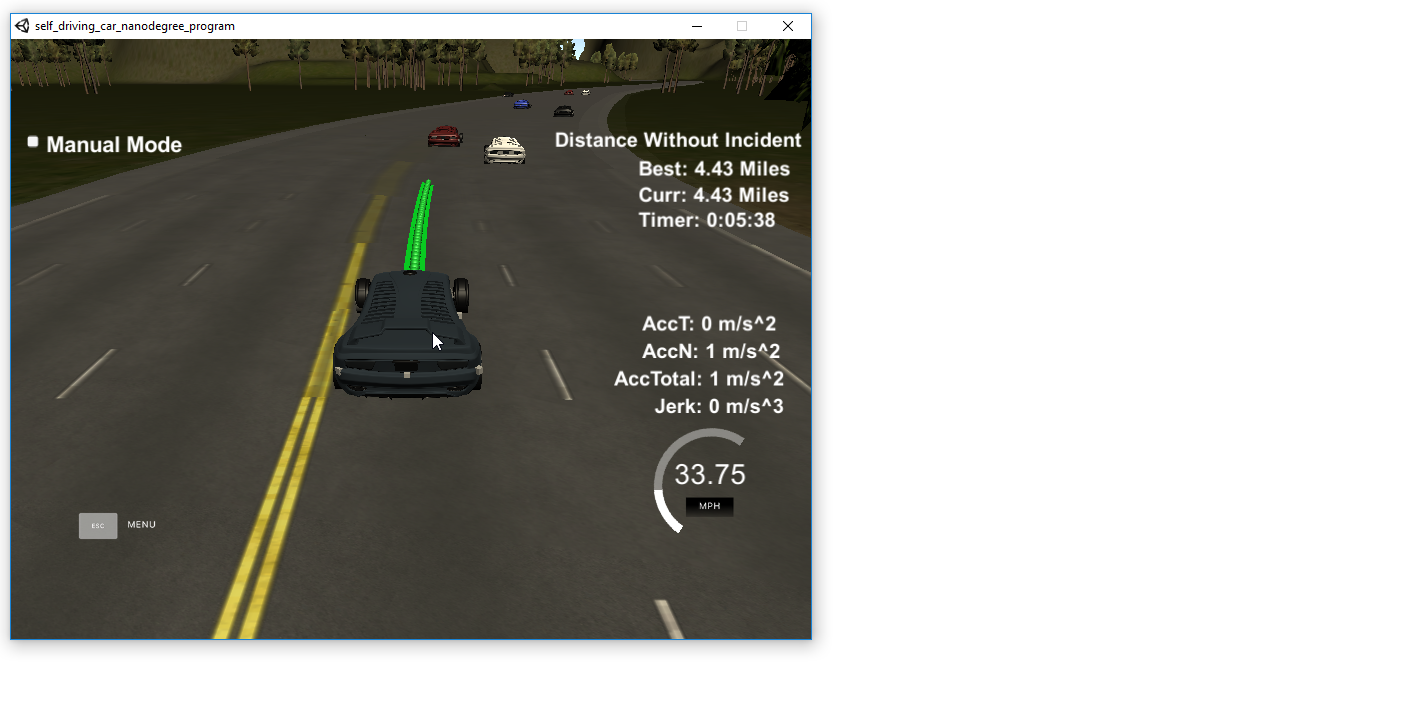 self_driving_car_nanodegree_program
Manual Mode
Distance Without Incident
Best: 4.43 Miles
Curr: 4.43 Miles
Timer: 0:05:38
AccT: 0 m/s^2
AccN: 1 m/s^2
AccTotal: 1 m/s^2
Jerk: 0 m/s^3
33.75
MPH
ESC MENU